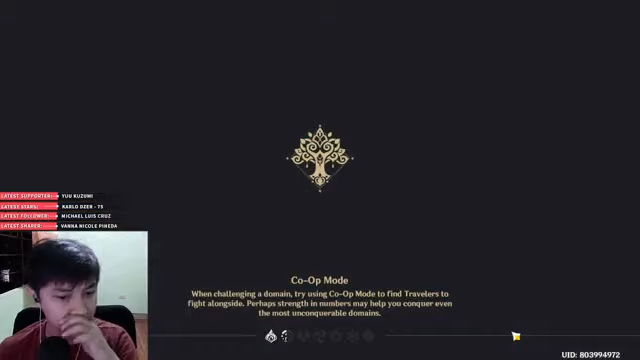 LATEST SUPPORTER: YUU KUZUMI
LATEST STARS: KARLO DZEN - 75
LATEST FOLLOWER: MICHAEL LUIS CRUZ
LATEST SHARER: VANNA NICOLE PINEDA
Co-Op Mode
When challenging a domain, try using Co-Op Mode to find Travelers to
fight alongside. Perhaps strength in numbers may help you conquer even
the most unconquerable domains.
UID: 803994972